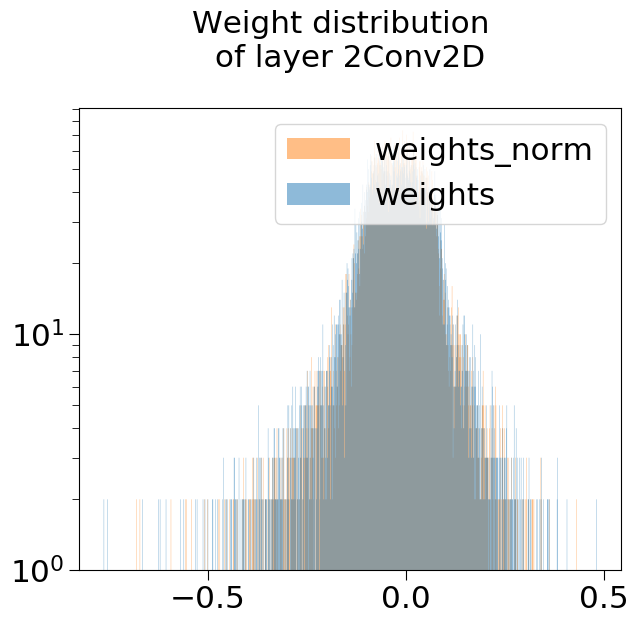 Weight distribution
of layer 2Conv2D
weights_norm
weights
10¹
10⁰
−0.5
0.0
0.5